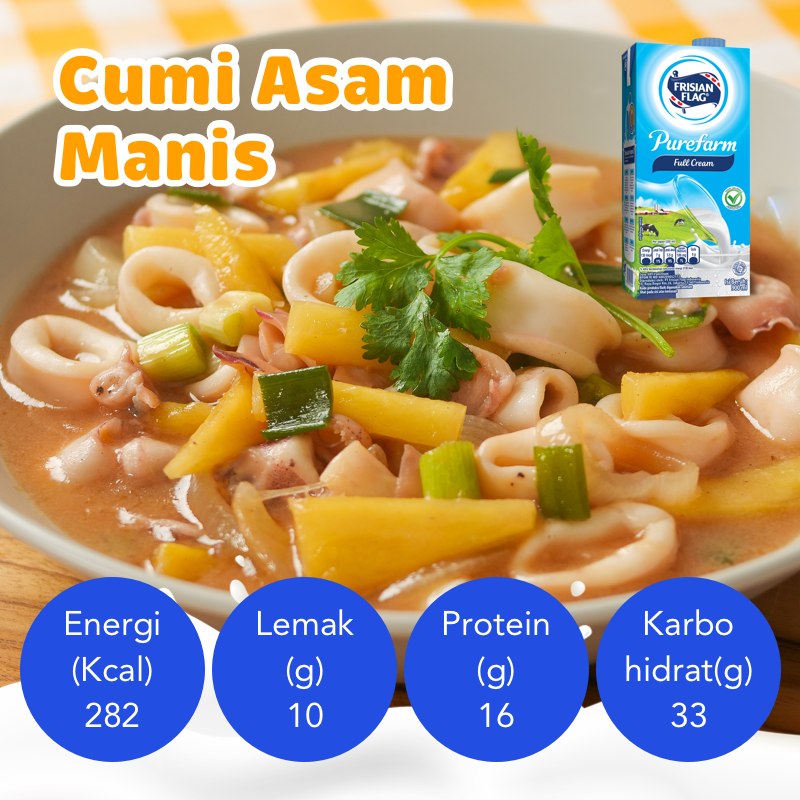 Cumi Asam
Manis
FRISIAN
FLAG
Purefarm
Full Cream
Energi
(Kcal)
282
Lemak
(g)
10
Protein
(g)
16
Karbo
hidrat(g)
33